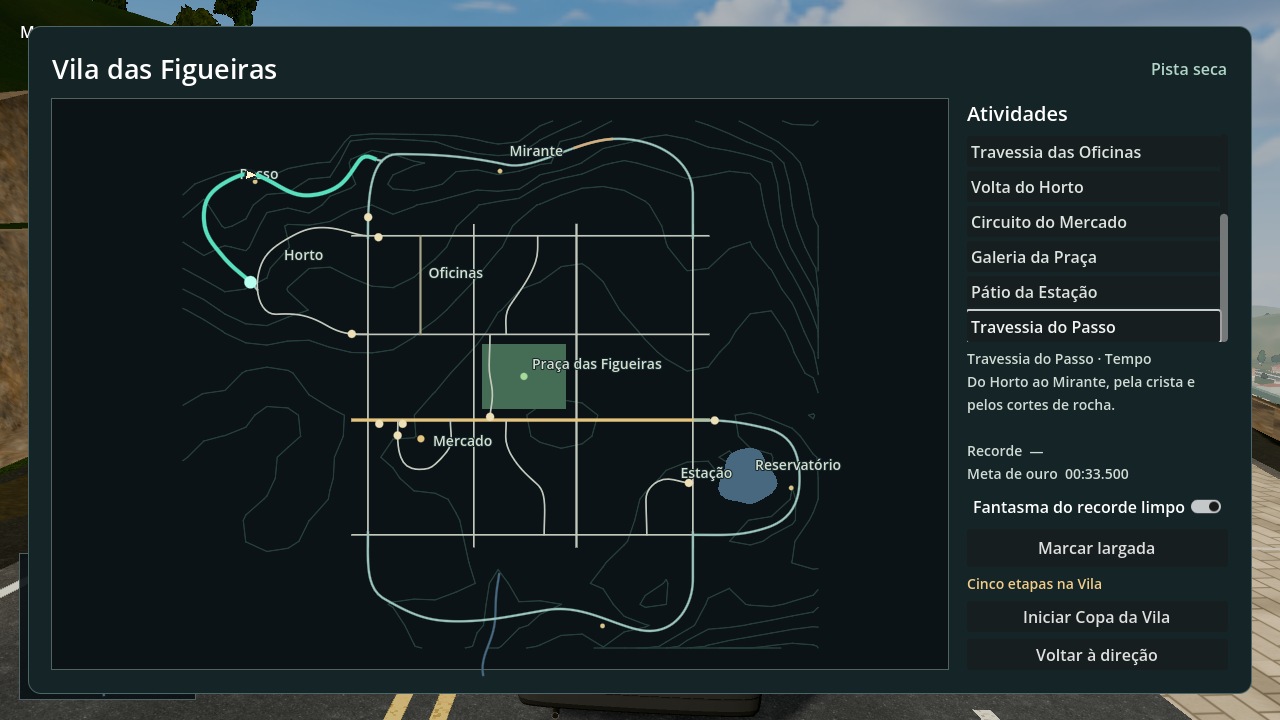 Vila das Figueiras
Pista seca
Mirante
Horto
Oficinas
Praça das Figueiras
Mercado
Estação
Reservatório
Atividades
Travessia das Oficinas
Volta do Horto
Circuito do Mercado
Galeria da Praça
Pátio da Estação
Travessia do Passo
Travessia do Passo · Tempo
Do Horto ao Mirante, pela crista e
pelos cortes de rocha.
Recorde —
Meta de ouro 00:33.500
Fantasma do recorde limpo
Marcar largada
Cinco etapas na Vila
Iniciar Copa da Vila
Voltar à direção